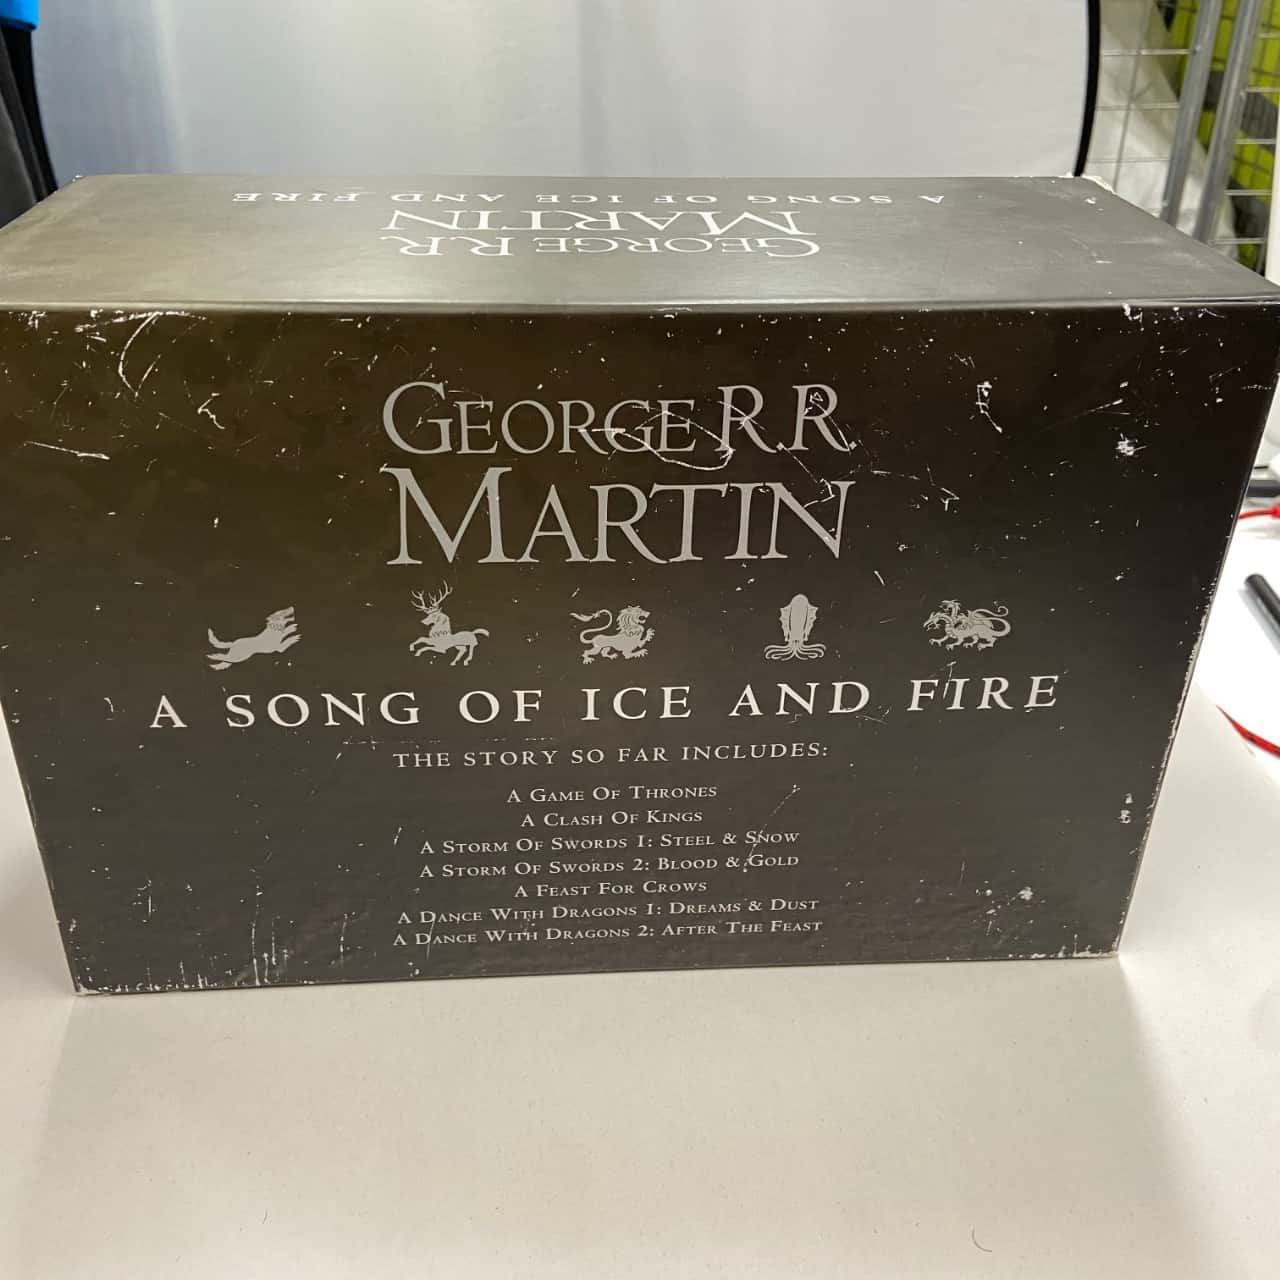 A SONG OF ICE AND FIRE
GEORGE R.R.
MARTIN
GEORGE R.R.
MARTIN
A SONG OF ICE AND FIRE
THE STORY SO FAR INCLUDES:
A GAME OF THRONES
A CLASH OF KINGS
A STORM OF SWORDS 1: STEEL & SNOW
A STORM OF SWORDS 2: BLOOD & GOLD
A FEAST FOR CROWS
A DANCE WITH DRAGONS 1: DREAMS & DUST
A DANCE WITH DRAGONS 2: AFTER THE FEAST